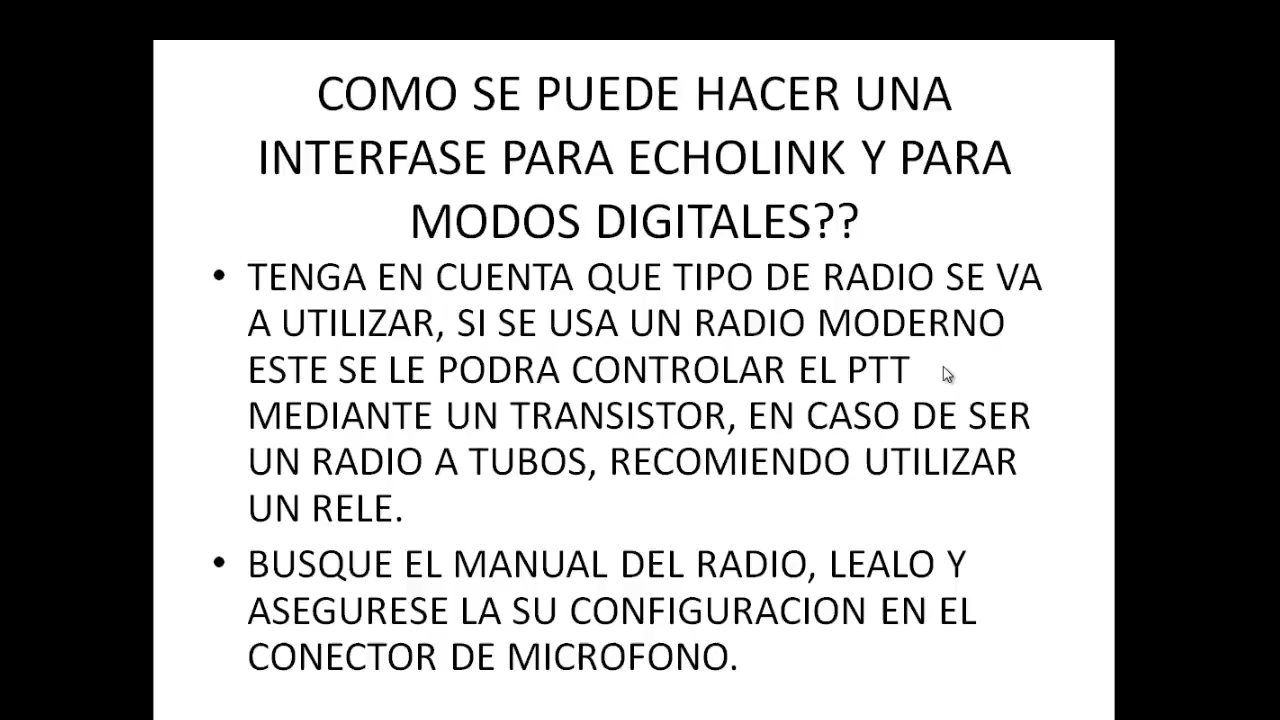 COMO SE PUEDE HACER UNA
INTERFASE PARA ECHOLINK Y PARA
MODOS DIGITALES??
• TENGA EN CUENTA QUE TIPO DE RADIO SE VA
A UTILIZAR, SI SE USA UN RADIO MODERNO
ESTE SE LE PODRA CONTROLAR EL PTT
MEDIANTE UN TRANSISTOR, EN CASO DE SER
UN RADIO A TUBOS, RECOMIENDO UTILIZAR
UN RELE.
• BUSQUE EL MANUAL DEL RADIO, LEALO Y
ASEGURESE LA SU CONFIGURACION EN EL
CONECTOR DE MICROFONO.